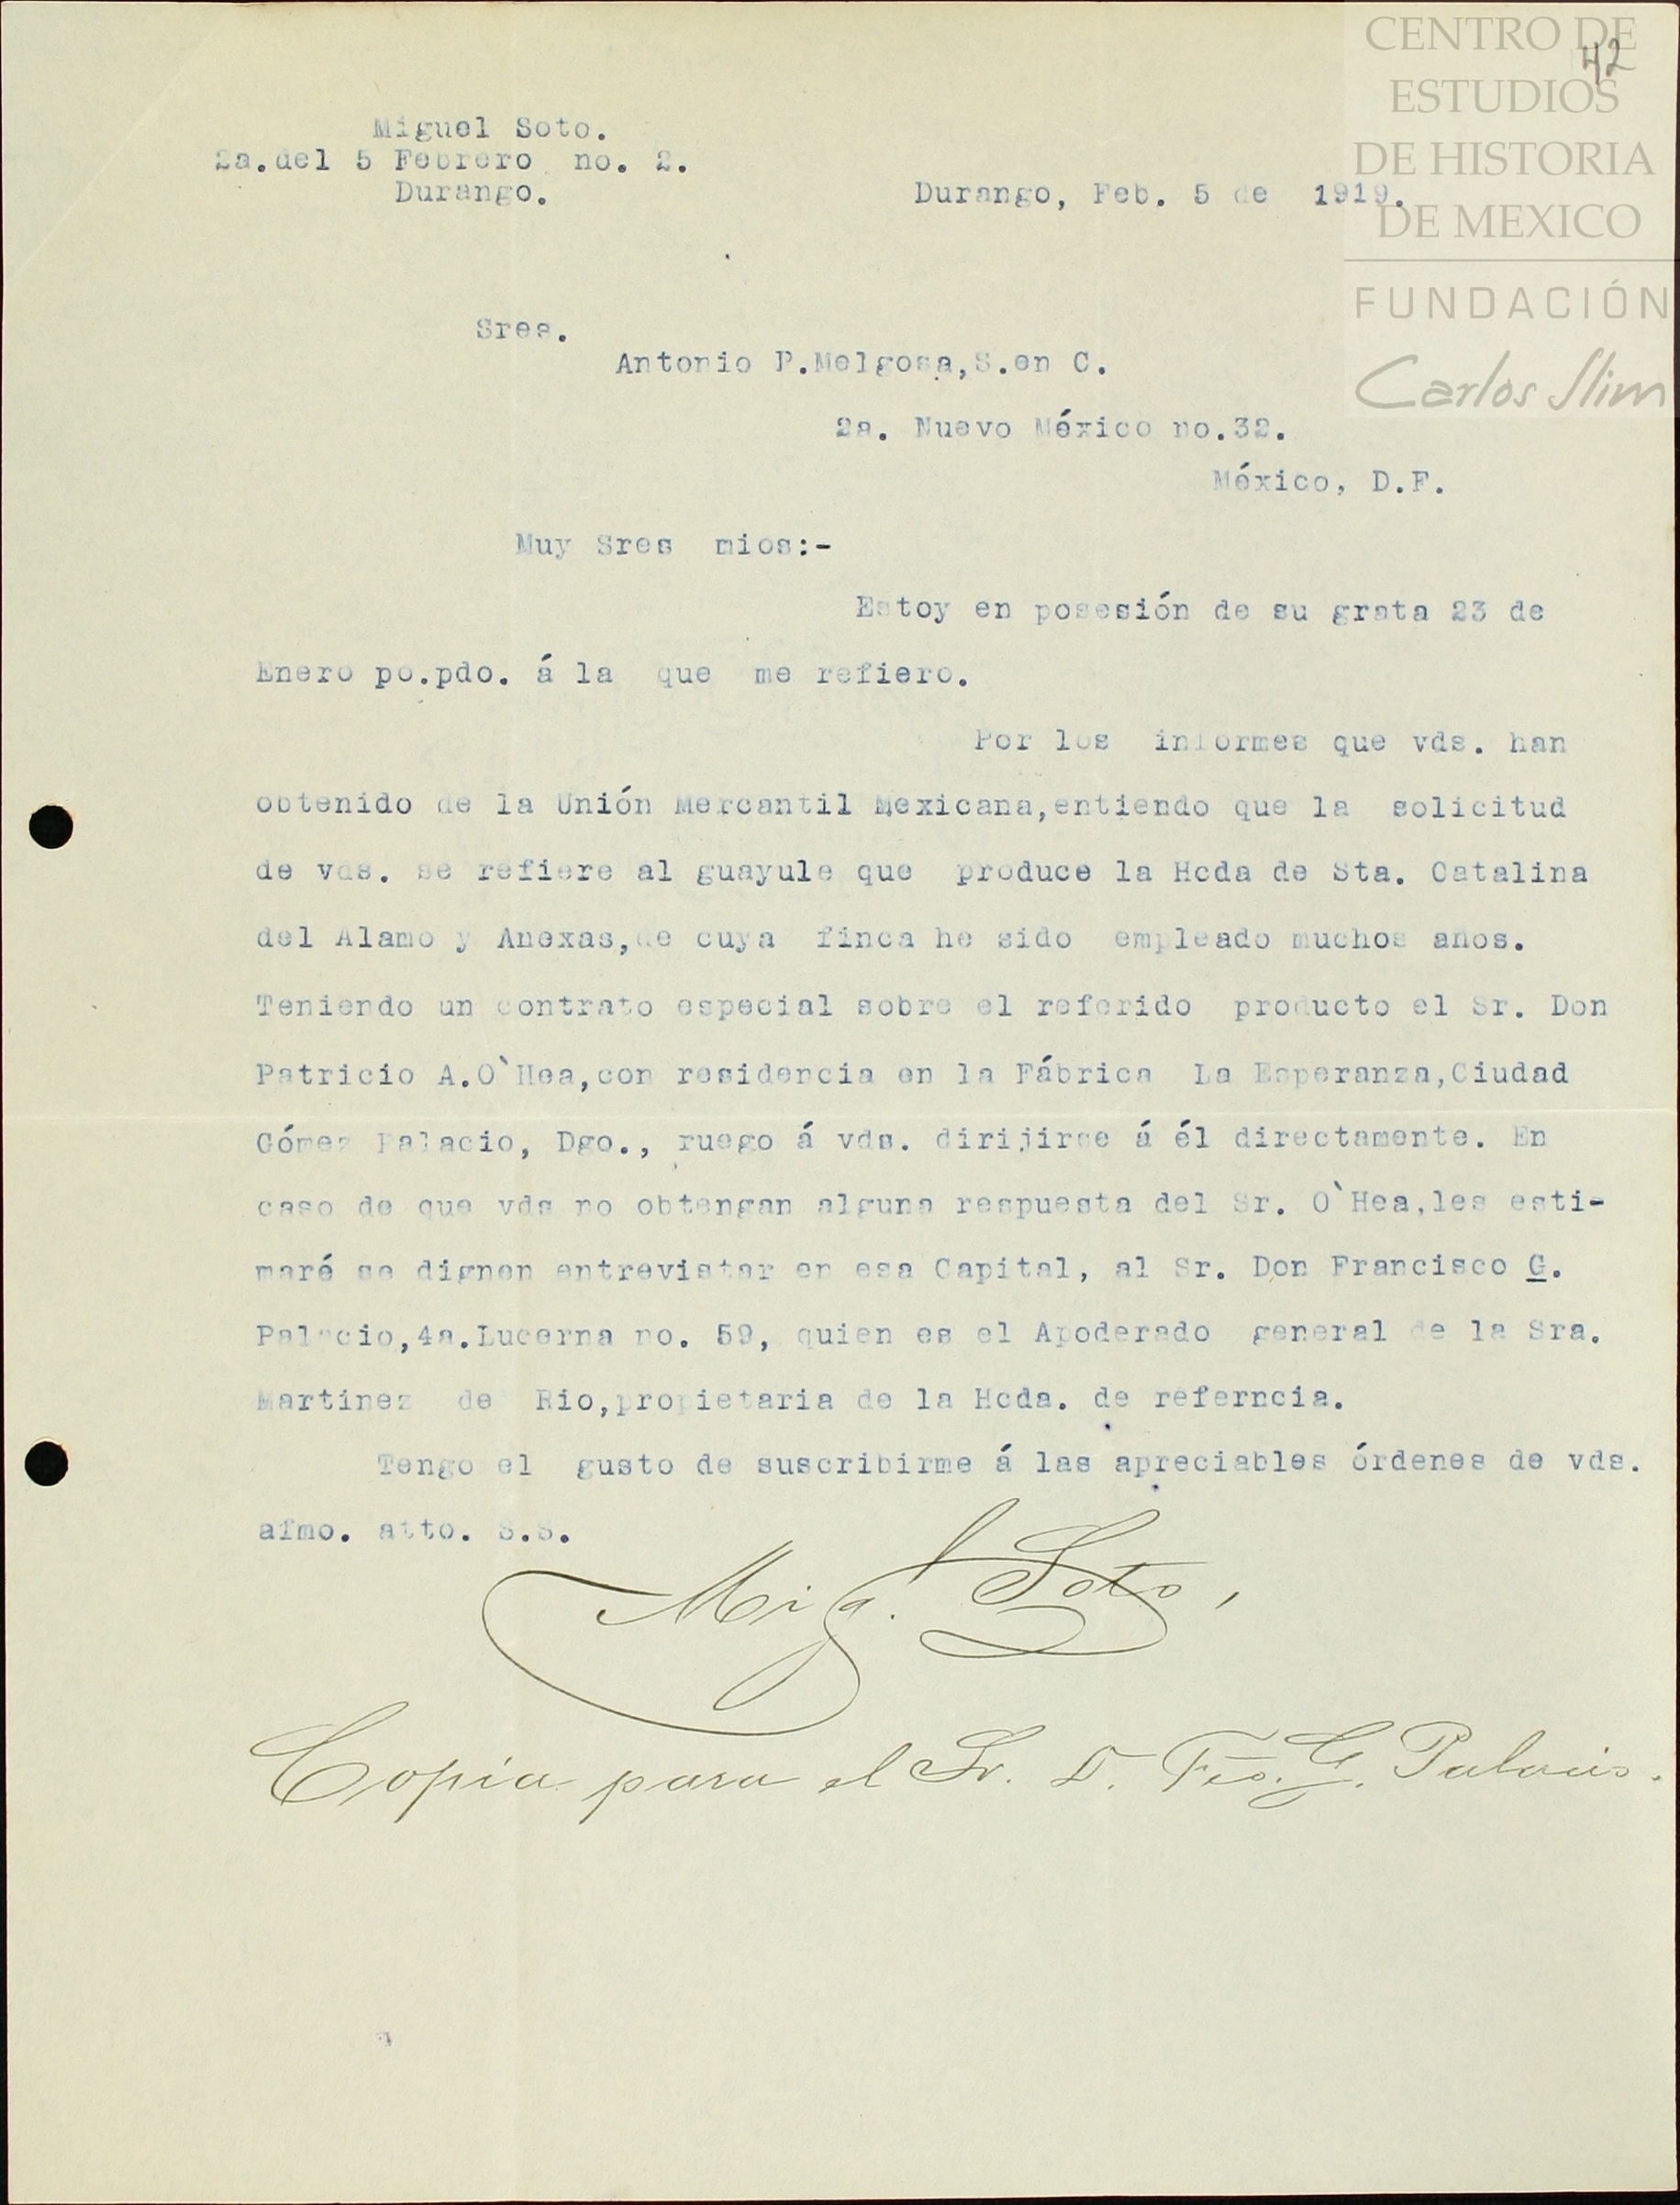 CENTRO DE
ESTUDIOS
DE HISTORIA
DE MEXICO
FUNDACIÓN
Carlos Slim
42
Miguel Soto.
2a.del 5 Febrero no. 2.
Durango.
Durango, Feb. 5 de 1919.
Sres.
Antonio P.Melgosa,S.en C.
2a. Nuevo México no.32.
México, D.F.
Muy Sres mios:-
Estoy en posesión de su grata 23 de
Enero po.pdo. á la que me refiero.
Por los informes que vds. han
obtenido de la Unión Mercantil Mexicana,entiendo que la solicitud
de vds. se refiere al guayule que produce la Hcda de Sta. Catalina
del Alamo y Anexas,de cuya finca he sido empleado muchos anos.
Teniendo un contrato especial sobre el referido producto el Sr. Don
Patricio A.O`Hea,con residencia en la Fábrica La Esperanza,Ciudad
Gómez Palacio, Dgo., ruego á vds. dirijirse á él directamente. En
caso de que vds no obtengan alguna respuesta del Sr. O`Hea,les esti-
maré se dignen entrevistar en esa Capital, al Sr. Don Francisco G.
Palacio,4a.Lucerna no. 59, quien es el Apoderado general de la Sra.
Martinez de Rio,propietaria de la Hcda. de referncia.
Tengo el gusto de suscribirme á las apreciables órdenes de vds.
afmo. atto. S.S.
Mig. Soto,
Copia para el Sr. D. Fco. G. Palacio.